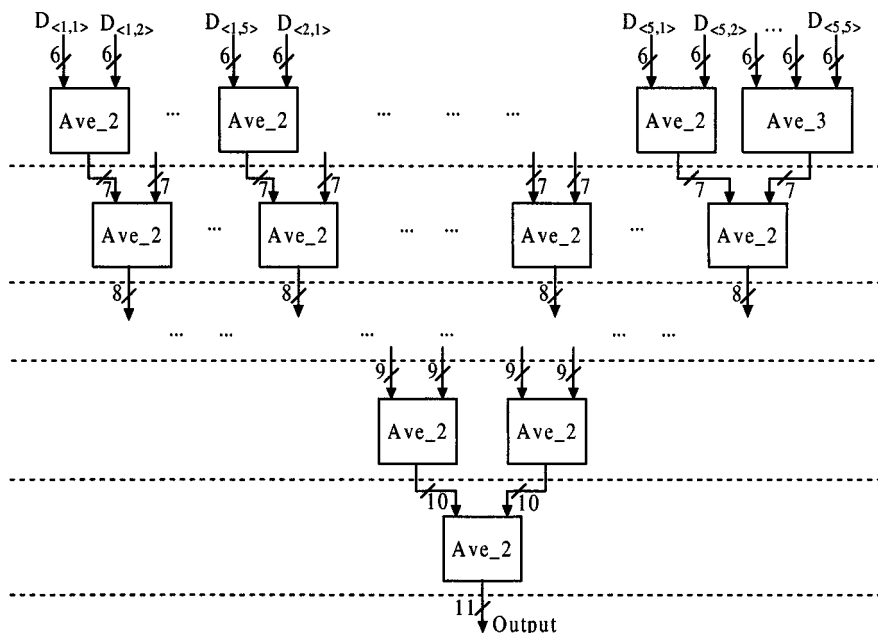 D<1,1> D<1,2> D<1,5> D<2,1> D<5,1> D<5,2> ... D<5,5>
6 6 6 6 6 6 6 6 6
Ave_2 ... Ave_2 ... ... ... Ave_2 Ave_3
7 7 7 7 7 7 7 7
Ave_2 ... Ave_2 ... ... Ave_2 ... Ave_2
8 8 8 8
... ... ... ... ... ...
9 9 9 9
Ave_2 Ave_2
10 10
Ave_2
11
Output